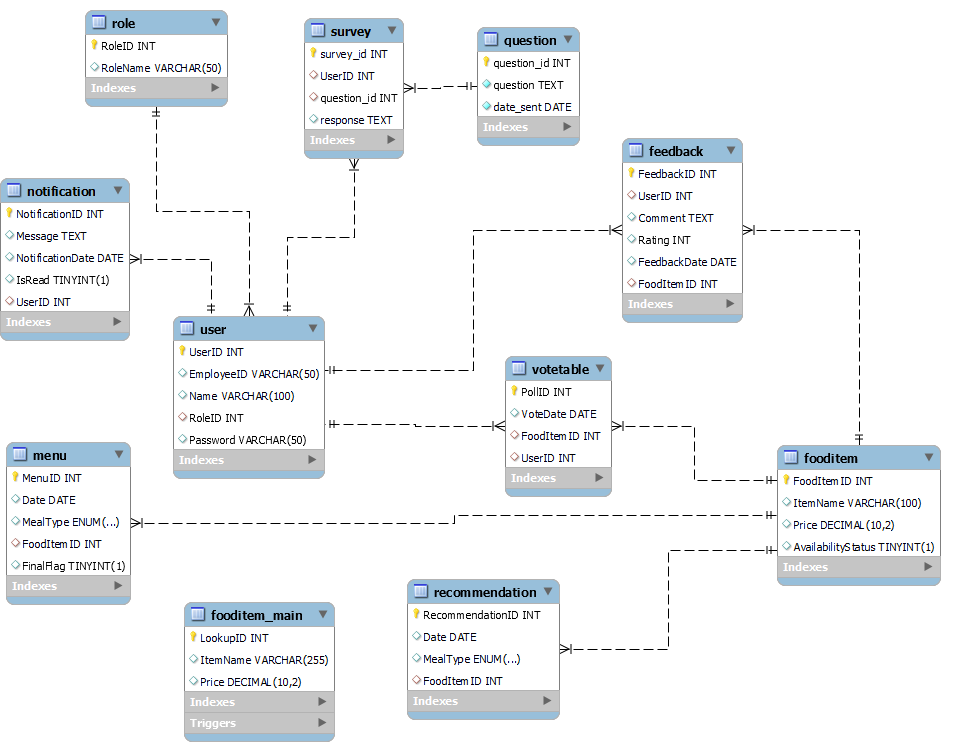 role
RoleID INT
RoleName VARCHAR(50)
Indexes
survey
survey_id INT
UserID INT
question_id INT
response TEXT
Indexes
question
question_id INT
question TEXT
date_sent DATE
Indexes
feedback
FeedbackID INT
UserID INT
Comment TEXT
Rating INT
FeedbackDate DATE
FoodItemID INT
Indexes
notification
NotificationID INT
Message TEXT
NotificationDate DATE
IsRead TINYINT(1)
UserID INT
Indexes
user
UserID INT
EmployeeID VARCHAR(50)
Name VARCHAR(100)
RoleID INT
Password VARCHAR(50)
Indexes
votetable
PollID INT
VoteDate DATE
FoodItemID INT
UserID INT
Indexes
menu
MenuID INT
Date DATE
MealType ENUM(...)
FoodItemID INT
FinalFlag TINYINT(1)
Indexes
fooditem
FoodItemID INT
ItemName VARCHAR(100)
Price DECIMAL(10,2)
AvailabilityStatus TINYINT(1)
Indexes
fooditem_main
LookupID INT
ItemName VARCHAR(255)
Price DECIMAL(10,2)
Indexes
Triggers
recommendation
RecommendationID INT
Date DATE
MealType ENUM(...)
FoodItemID INT
Indexes